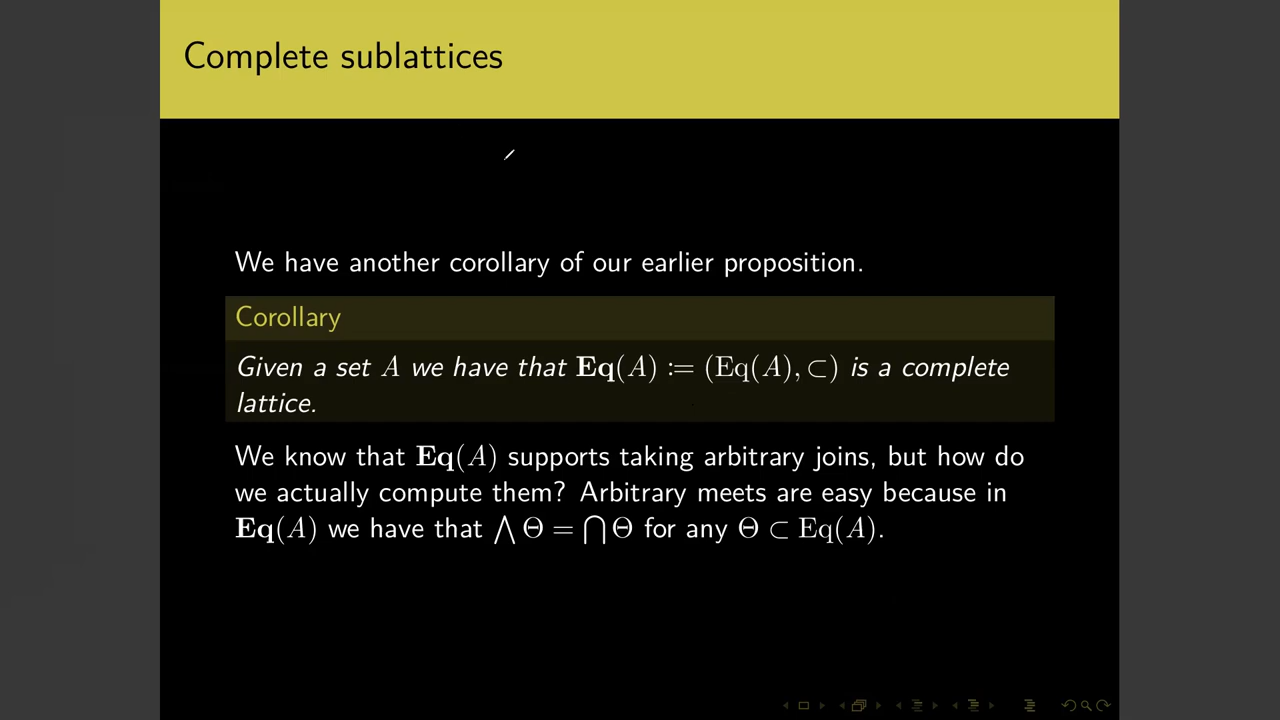 Complete sublattices
We have another corollary of our earlier proposition.
Corollary
Given a set A we have that Eq(A) := (Eq(A), ⊂) is a complete
lattice.
We know that Eq(A) supports taking arbitrary joins, but how do
we actually compute them? Arbitrary meets are easy because in
Eq(A) we have that ⋀ Θ = ⋂ Θ for any Θ ⊂ Eq(A).